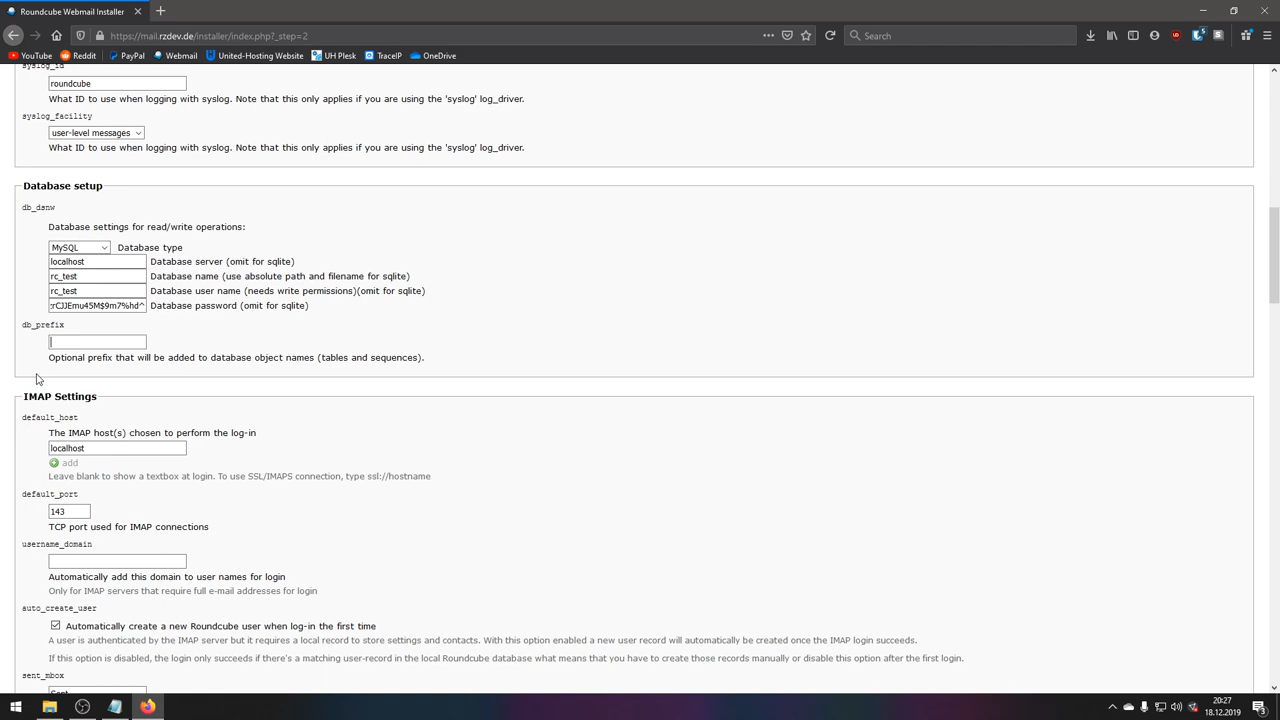 Roundcube Webmail Installer
https://mail.rzdev.de/installer/index.php?_step=2
Search
YouTube Reddit PayPal Webmail United-Hosting Website UH Plesk TraceIP OneDrive
syslog_id
roundcube
What ID to use when logging with syslog. Note that this only applies if you are using the 'syslog' log_driver.
syslog_facility
user-level messages
What ID to use when logging with syslog. Note that this only applies if you are using the 'syslog' log_driver.
Database setup
db_dsnw
Database settings for read/write operations:
MySQL Database type
localhost Database server (omit for sqlite)
rc_test Database name (use absolute path and filename for sqlite)
rc_test Database user name (needs write permissions)(omit for sqlite)
:rCJJEmu45M$9m7%hd^ Database password (omit for sqlite)
db_prefix
Optional prefix that will be added to database object names (tables and sequences).
IMAP Settings
default_host
The IMAP host(s) chosen to perform the log-in
localhost
add
Leave blank to show a textbox at login. To use SSL/IMAPS connection, type ssl://hostname
default_port
143
TCP port used for IMAP connections
username_domain
Automatically add this domain to user names for login
Only for IMAP servers that require full e-mail addresses for login
auto_create_user
Automatically create a new Roundcube user when log-in the first time
A user is authenticated by the IMAP server but it requires a local record to store settings and contacts. With this option enabled a new user record will automatically be created once the IMAP login succeeds.
If this option is disabled, the login only succeeds if there's a matching user-record in the local Roundcube database what means that you have to create those records manually or disable this option after the first login.
sent_mbox
Sent
20:27
18.12.2019